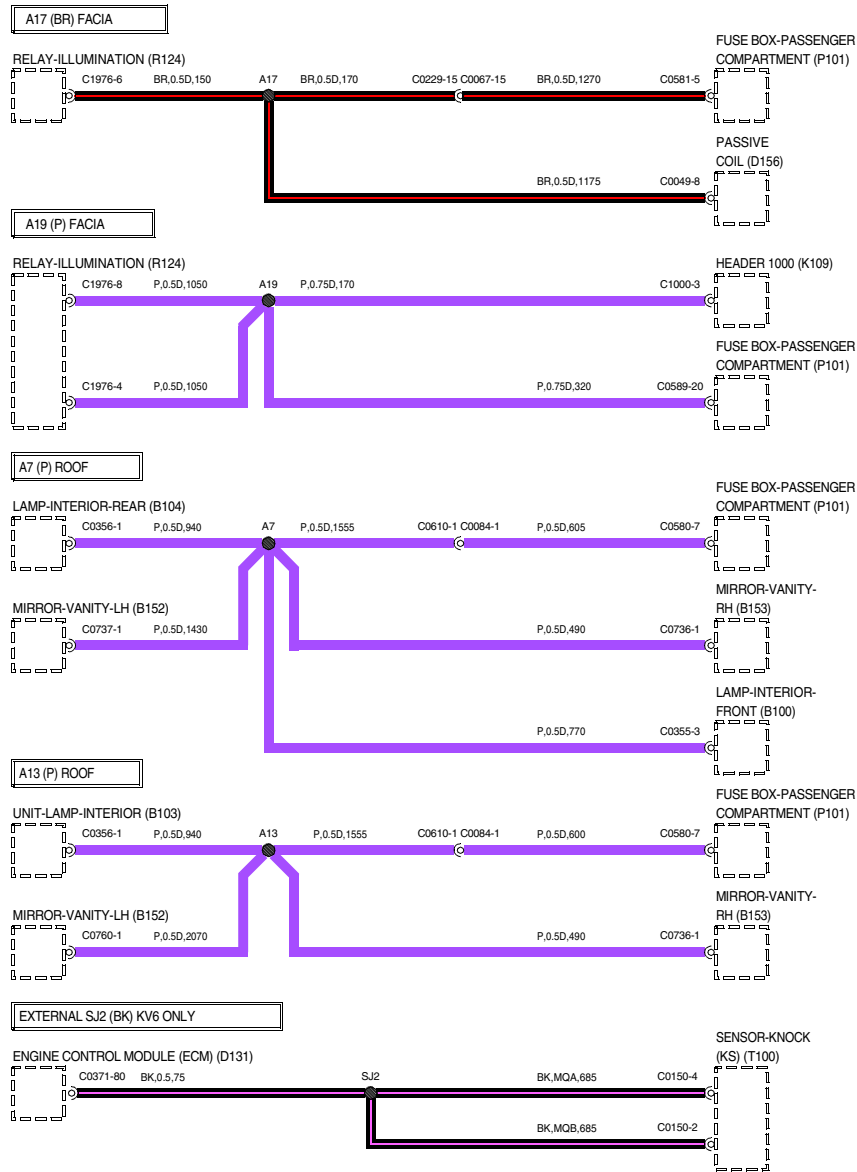 A17 (BR) FACIA
RELAY-ILLUMINATION (R124)
FUSE BOX-PASSENGER
COMPARTMENT (P101)
C1976-6 BR,0.5D,150 A17 BR,0.5D,170 C0229-15 C0067-15 BR,0.5D,1270 C0581-5
PASSIVE
COIL (D156)
BR,0.5D,1175 C0049-8
A19 (P) FACIA
RELAY-ILLUMINATION (R124)
HEADER 1000 (K109)
C1976-8 P,0.5D,1050 A19 P,0.75D,170 C1000-3
FUSE BOX-PASSENGER
COMPARTMENT (P101)
C1976-4 P,0.5D,1050 P,0.75D,320 C0589-20
A7 (P) ROOF
LAMP-INTERIOR-REAR (B104)
FUSE BOX-PASSENGER
COMPARTMENT (P101)
C0356-1 P,0.5D,940 A7 P,0.5D,1555 C0610-1 C0084-1 P,0.5D,605 C0580-7
MIRROR-VANITY-LH (B152)
MIRROR-VANITY-
RH (B153)
C0737-1 P,0.5D,1430 P,0.5D,490 C0736-1
LAMP-INTERIOR-
FRONT (B100)
P,0.5D,770 C0355-3
A13 (P) ROOF
UNIT-LAMP-INTERIOR (B103)
FUSE BOX-PASSENGER
COMPARTMENT (P101)
C0356-1 P,0.5D,940 A13 P,0.5D,1555 C0610-1 C0084-1 P,0.5D,600 C0580-7
MIRROR-VANITY-LH (B152)
MIRROR-VANITY-
RH (B153)
C0760-1 P,0.5D,2070 P,0.5D,490 C0736-1
EXTERNAL SJ2 (BK) KV6 ONLY
ENGINE CONTROL MODULE (ECM) (D131)
SENSOR-KNOCK
(KS) (T100)
C0371-80 BK,0.5,75 SJ2 BK,MQA,685 C0150-4
BK,MQB,685 C0150-2